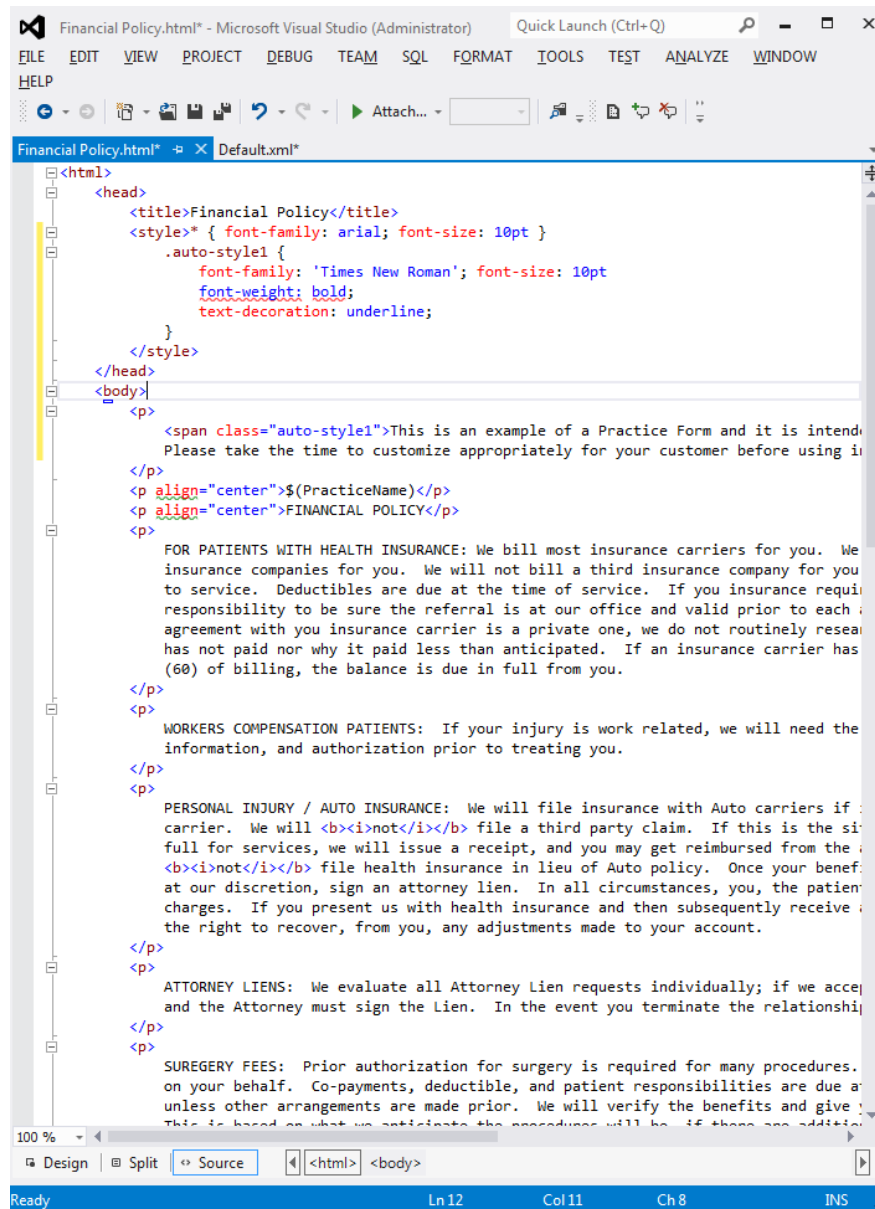 Financial Policy.html* - Microsoft Visual Studio (Administrator)
Quick Launch (Ctrl+Q)
FILE EDIT VIEW PROJECT DEBUG TEAM SQL FORMAT TOOLS TEST ANALYZE WINDOW
HELP
Attach...
Financial Policy.html* Default.xml*
<html>
<head>
<title>Financial Policy</title>
<style>* { font-family: arial; font-size: 10pt }
.auto-style1 {
font-family: 'Times New Roman'; font-size: 10pt
font-weight: bold;
text-decoration: underline;
}
</style>
</head>
<body>
<p>
<span class="auto-style1">This is an example of a Practice Form and it is
Please take the time to customize appropriately for your customer before using
</p>
<p align="center">$(PracticeName)</p>
<p align="center">FINANCIAL POLICY</p>
<p>
FOR PATIENTS WITH HEALTH INSURANCE: We bill most insurance carriers for you.  We
insurance companies for you.  We will not bill a third insurance company for you
to service.  Deductibles are due at the time of service.  If you insurance
responsibility to be sure the referral is at our office and valid prior to each
agreement with you insurance carrier is a private one, we do not routinely
has not paid nor why it paid less than anticipated.  If an insurance carrier has
(60) of billing, the balance is due in full from you.
</p>
<p>
WORKERS COMPENSATION PATIENTS:  If your injury is work related, we will need the
information, and authorization prior to treating you.
</p>
<p>
PERSONAL INJURY / AUTO INSURANCE:  We will file insurance with Auto carriers if
carrier.  We will <b><i>not</i></b> file a third party claim.  If this is the
full for services, we will issue a receipt, and you may get reimbursed from the
<b><i>not</i></b> file health insurance in lieu of Auto policy.  Once your
at our discretion, sign an attorney lien.  In all circumstances, you, the
charges.  If you present us with health insurance and then subsequently receive
the right to recover, from you, any adjustments made to your account.
</p>
<p>
ATTORNEY LIENS:  We evaluate all Attorney Lien requests individually; if we
and the Attorney must sign the Lien.  In the event you terminate the
</p>
<p>
SUREGERY FEES:  Prior authorization for surgery is required for many procedures.
on your behalf.  Co-payments, deductible, and patient responsibilities are due
unless other arrangements are made prior.  We will verify the benefits and give
This is based on what we anticipate the procedures will be, if there are
100 %
Design Split Source <html> <body>
Ready Ln 12 Col 11 Ch 8 INS